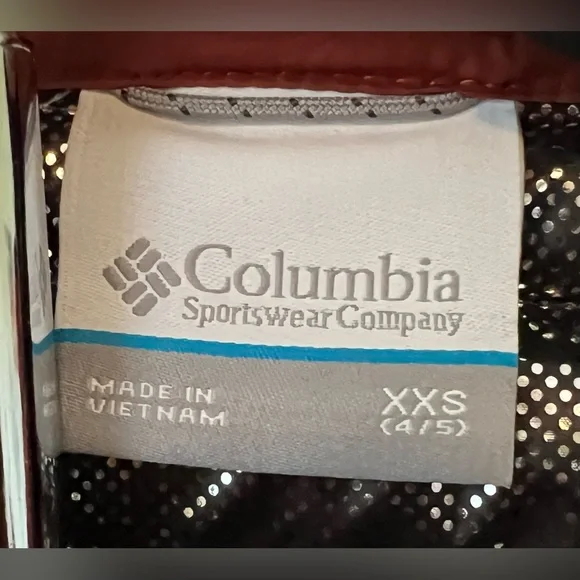 Columbia
Sportswear Company
MADE IN
VIETNAM
XXS
(4/5)